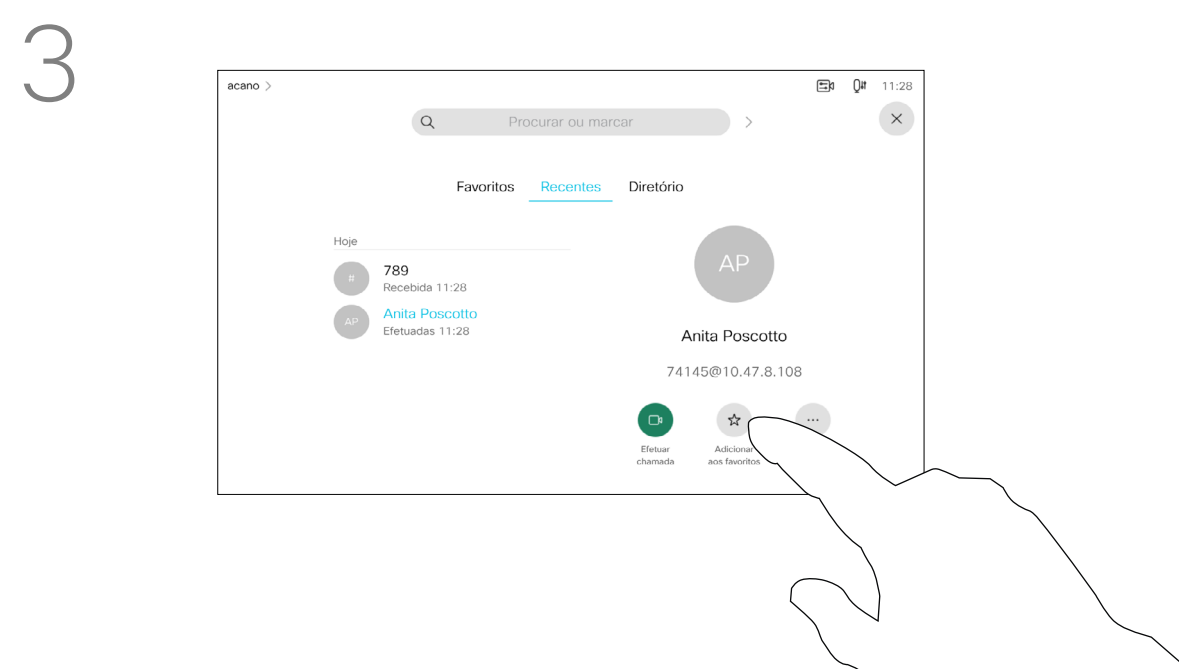 3
acano >
11:28
Procurar ou marcar
Favoritos Recentes Diretório
Hoje
#
789
Recebida 11:28
AP
Anita Poscotto
Efetuadas 11:28
AP
Anita Poscotto
74145@10.47.8.108
Efetuar
chamada
Adicionar
aos favoritos